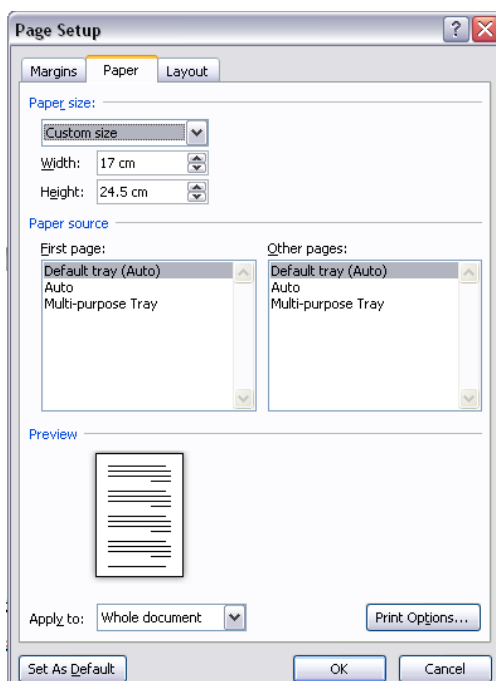 Page Setup
Margins Paper Layout
Paper size:
Custom size
Width: 17 cm
Height: 24.5 cm
Paper source
First page: Other pages:
Default tray (Auto) Default tray (Auto)
Auto Auto
Multi-purpose Tray Multi-purpose Tray
Preview
Apply to: Whole document Print Options...
Set As Default OK Cancel